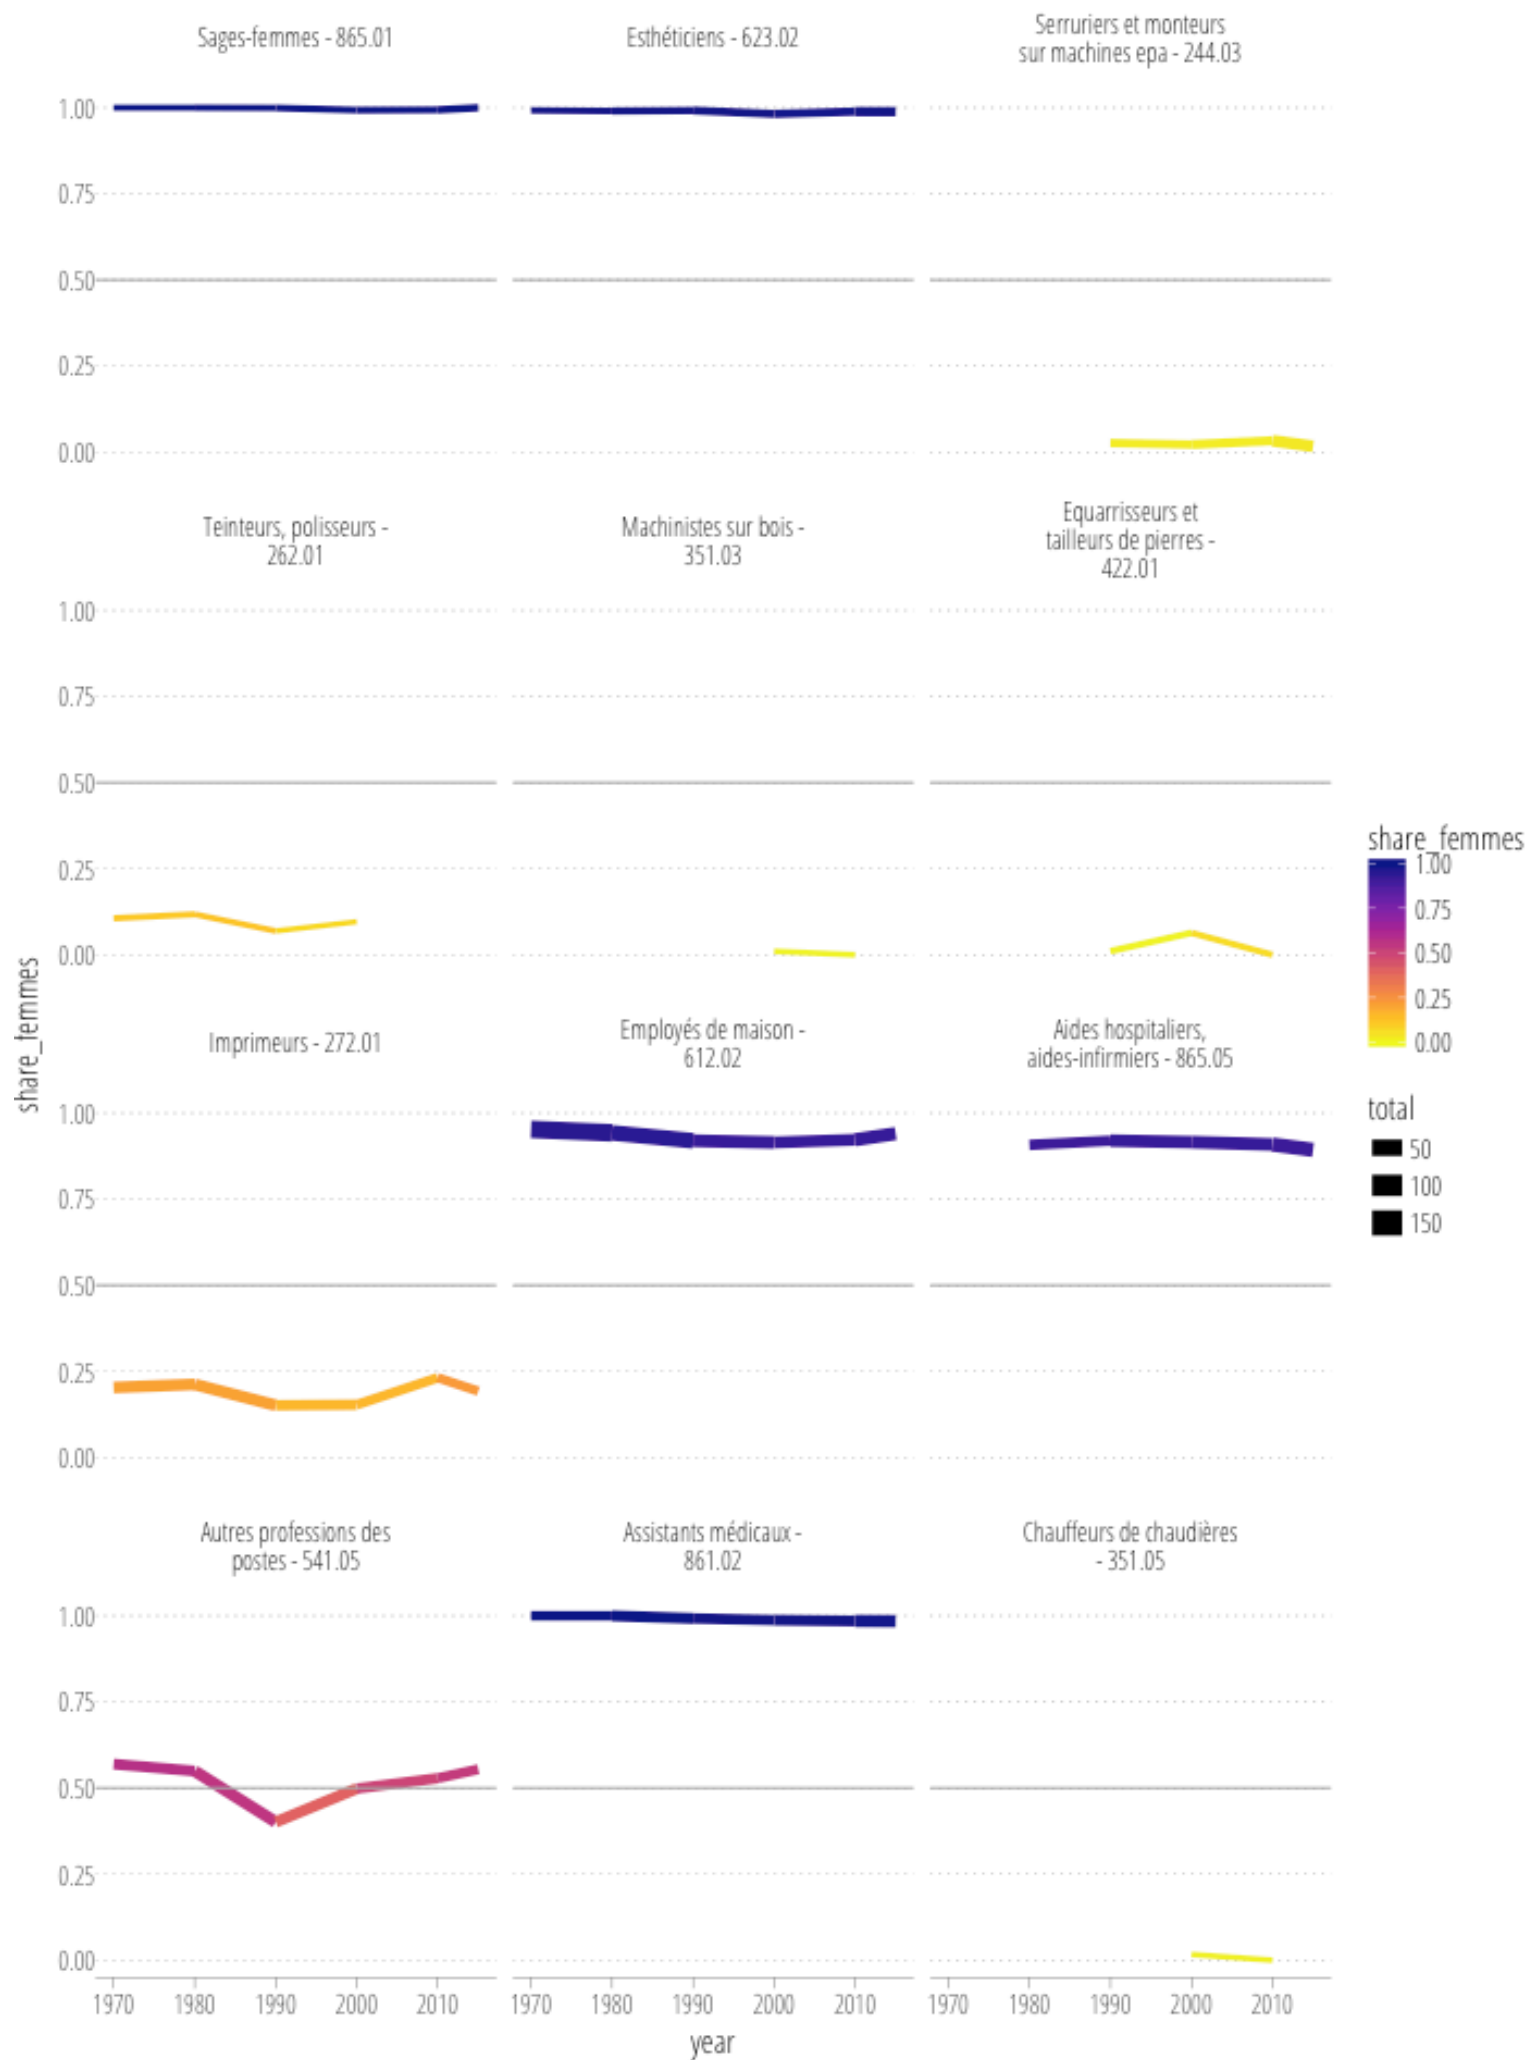 Sages-femmes - 865.01
Esthéticiens - 623.02
Serruriers et monteurs
sur machines epa - 244.03
1.00
0.75
0.50
0.25
0.00
Teinteurs, polisseurs -
262.01
Machinistes sur bois -
351.03
Equarrisseurs et
tailleurs de pierres -
422.01
1.00
0.75
0.50
0.25
0.00
Imprimeurs - 272.01
Employés de maison -
612.02
Aides hospitaliers,
aides-infirmiers - 865.05
1.00
0.75
0.50
0.25
0.00
Autres professions des
postes - 541.05
Assistants médicaux -
861.02
Chauffeurs de chaudières
- 351.05
1.00
0.75
0.50
0.25
0.00
1970 1980 1990 2000 2010
1970 1980 1990 2000 2010
1970 1980 1990 2000 2010
year
share_femmes
share_femmes
1.00
0.75
0.50
0.25
0.00
total
50
100
150